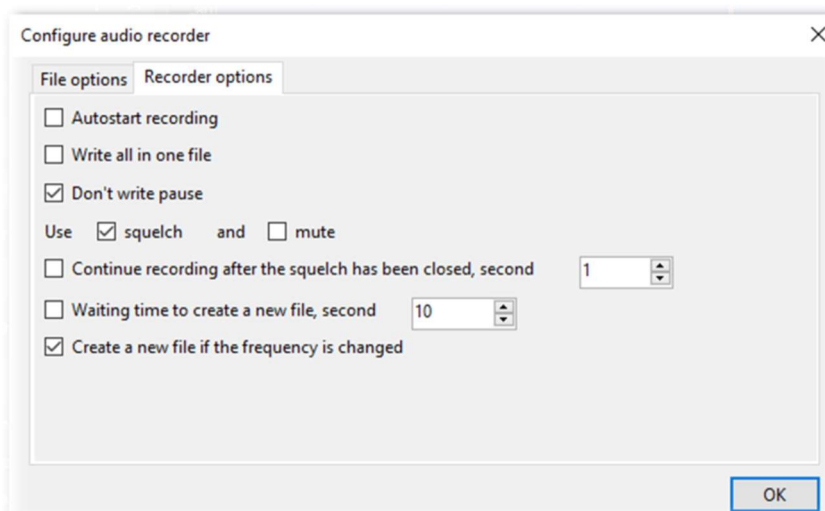 Configure audio recorder
File options Recorder options
Autostart recording
Write all in one file
Don't write pause
Use squelch and mute
Continue recording after the squelch has been closed, second 1
Waiting time to create a new file, second 10
Create a new file if the frequency is changed
OK